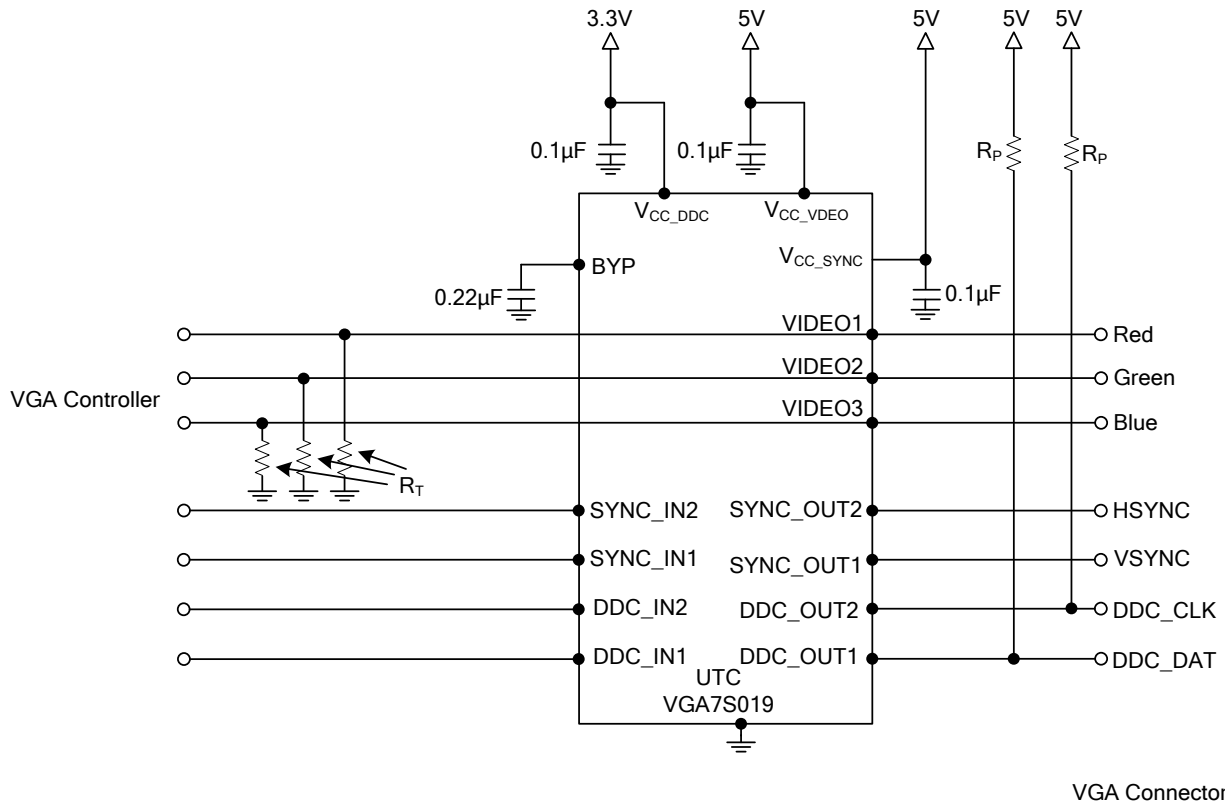 3.3V 5V 5V 5V 5V
0.1µF 0.1µF RP RP
VCC_DDC VCC_VDEO
BYP VCC_SYNC
0.22µF 0.1µF
VIDEO1 Red
VIDEO2 Green
VGA Controller
VIDEO3 Blue
RT
SYNC_IN2 SYNC_OUT2 HSYNC
SYNC_IN1 SYNC_OUT1 VSYNC
DDC_IN2 DDC_OUT2 DDC_CLK
DDC_IN1 DDC_OUT1 DDC_DAT
UTC
VGA7S019
VGA Connector